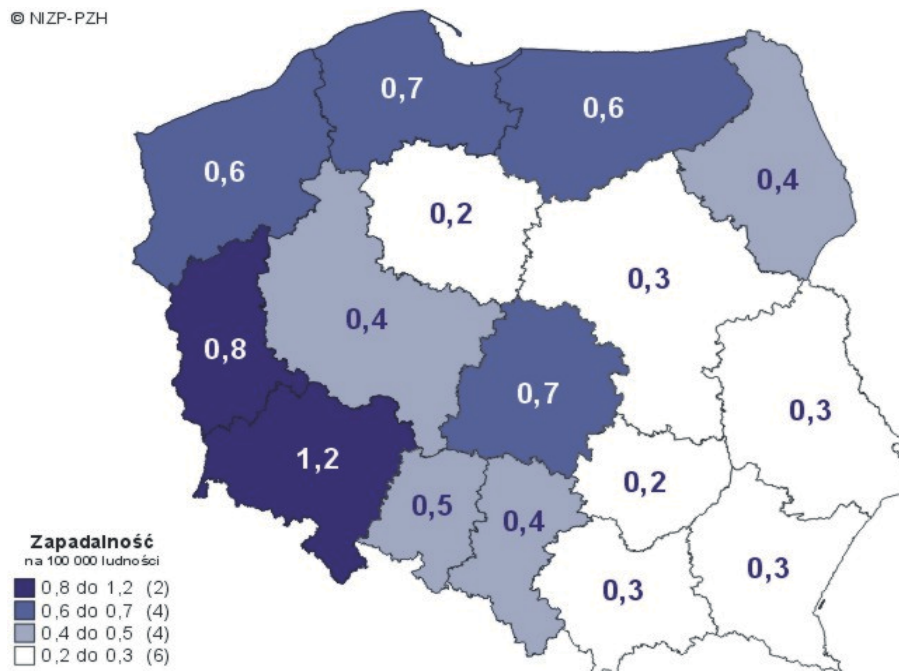 © NIZP-PZH
0,7
0,6
0,6
0,4
0,2
0,3
0,4
0,8
0,7
0,3
1,2
0,2
0,5
0,4
0,3
0,3
Zapadalność
na 100 000 ludności
0,8 do 1,2 (2)
0,6 do 0,7 (4)
0,4 do 0,5 (4)
0,2 do 0,3 (6)